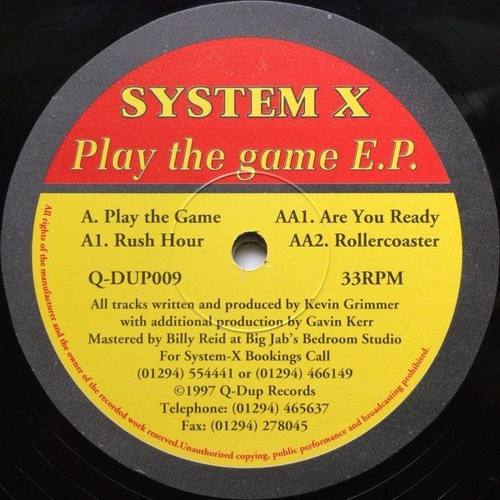 SYSTEM X
Play the game E.P.
A. Play the Game
A1. Rush Hour
AA1. Are You Ready
AA2. Rollercoaster
Q-DUP009
33RPM
All tracks written and produced by Kevin Grimmer
with additional production by Gavin Kerr
Mastered by Billy Reid at Big Jab's Bedroom Studio
For System-X Bookings Call
(01294) 554441 or (01294) 466149
©1997 Q-Dup Records
Telephone: (01294) 465637
Fax: (01294) 278045
All rights of the manufacturer and the owner of the recorded work reserved.Unauthorised copying, public performance and broadcasting prohibited.